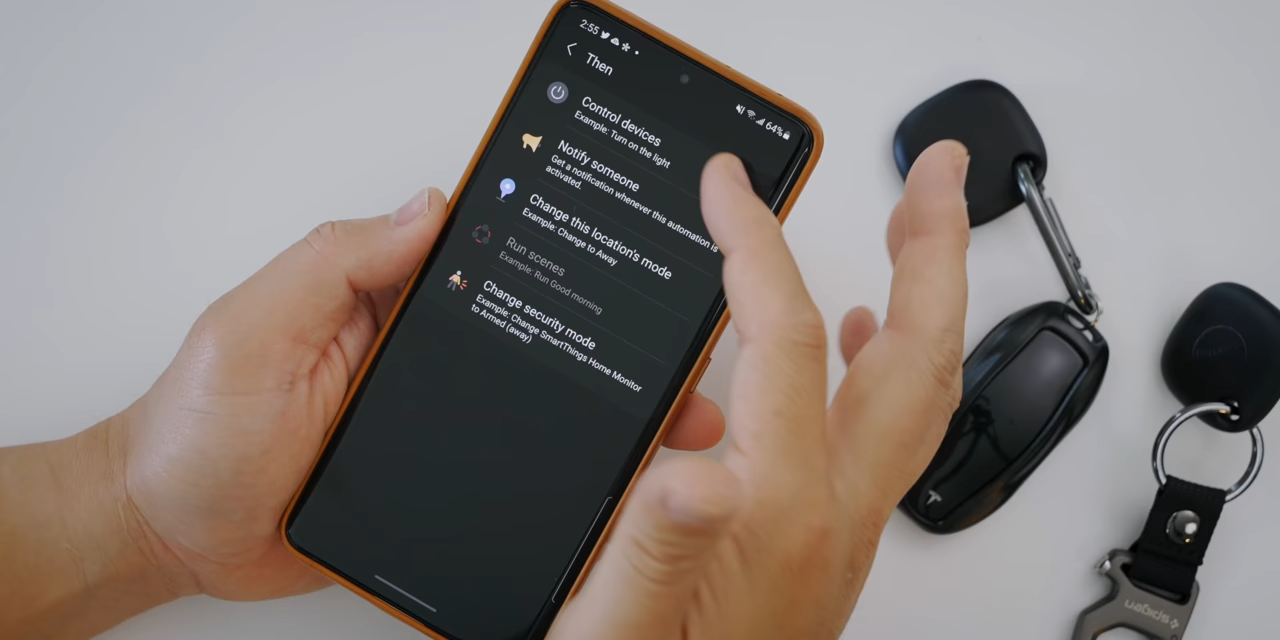 2:55
64%
Then
Control devices
Example: Turn on the light
Notify someone
Get a notification whenever this automation is
activated.
Change this location's mode
Example: Change to Away
Run scenes
Example: Run Good morning
Change security mode
Example: Change SmartThings Home Monitor
to Armed (away)
spigen